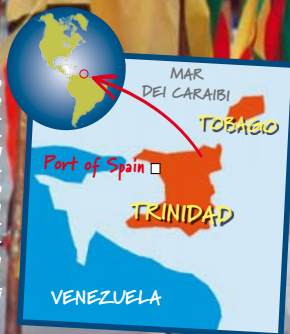 MAR
DEI CARAIBI
TOBAGO
Port of Spain
TRINIDAD
VENEZUELA